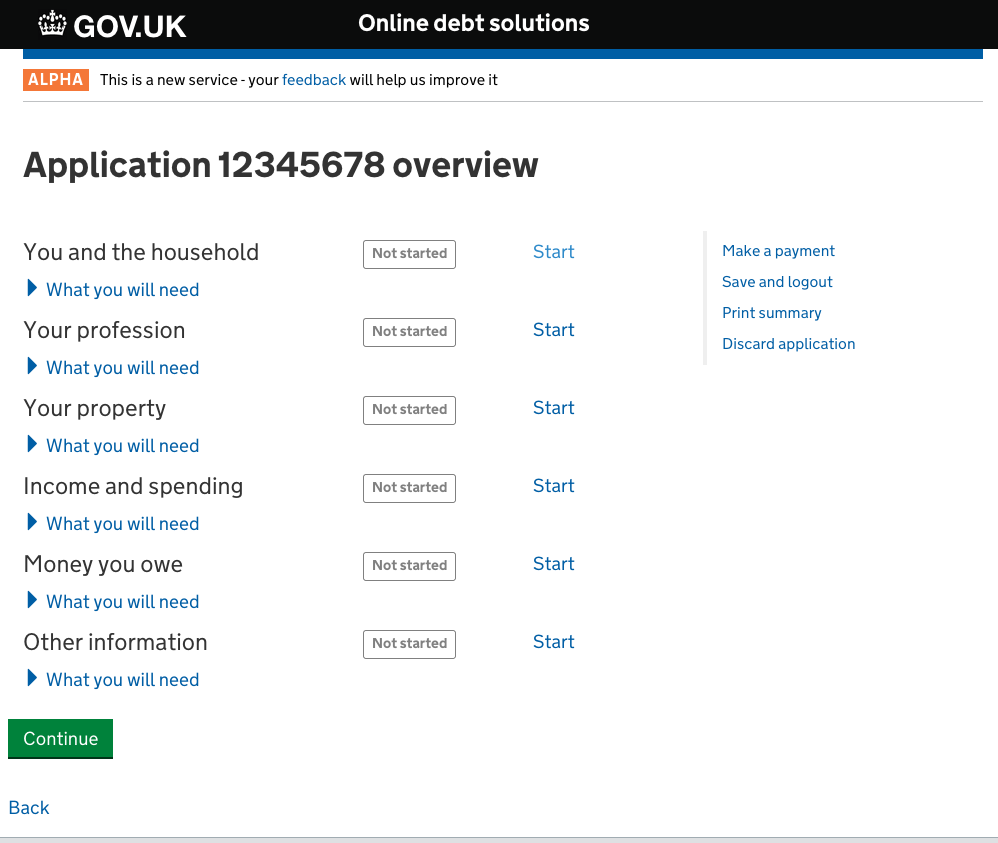 GOV.UK Online debt solutions
ALPHA This is a new service - your feedback will help us improve it
Application 12345678 overview
You and the household Not started Start
What you will need
Your profession Not started Start
What you will need
Your property Not started Start
What you will need
Income and spending Not started Start
What you will need
Money you owe Not started Start
What you will need
Other information Not started Start
What you will need
Make a payment
Save and logout
Print summary
Discard application
Continue
Back